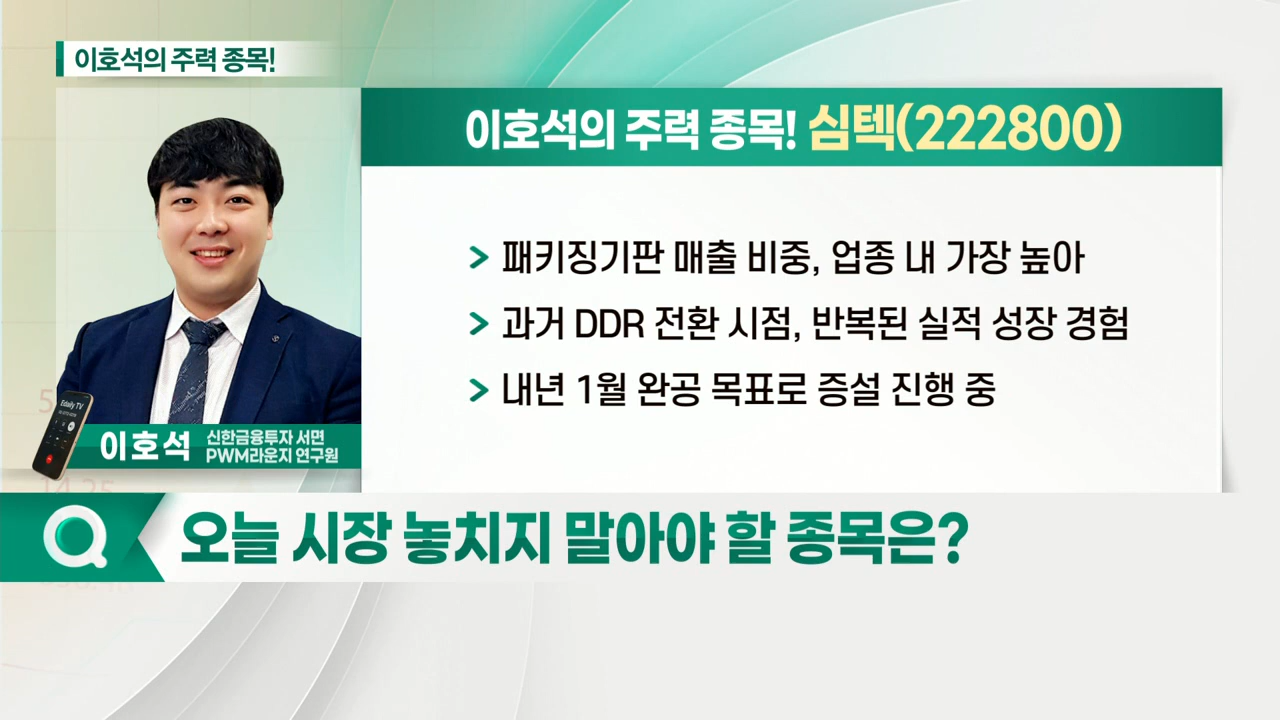 이호석의 주력 종목!
이호석의 주력 종목! 심텍(222800)
> 패키징기판 매출 비중, 업종 내 가장 높아
> 과거 DDR 전환 시점, 반복된 실적 성장 경험
> 내년 1월 완공 목표로 증설 진행 중
Edaily TV
이호석
신한금융투자 서면
PWM라운지 연구원
오늘 시장 놓치지 말아야 할 종목은?